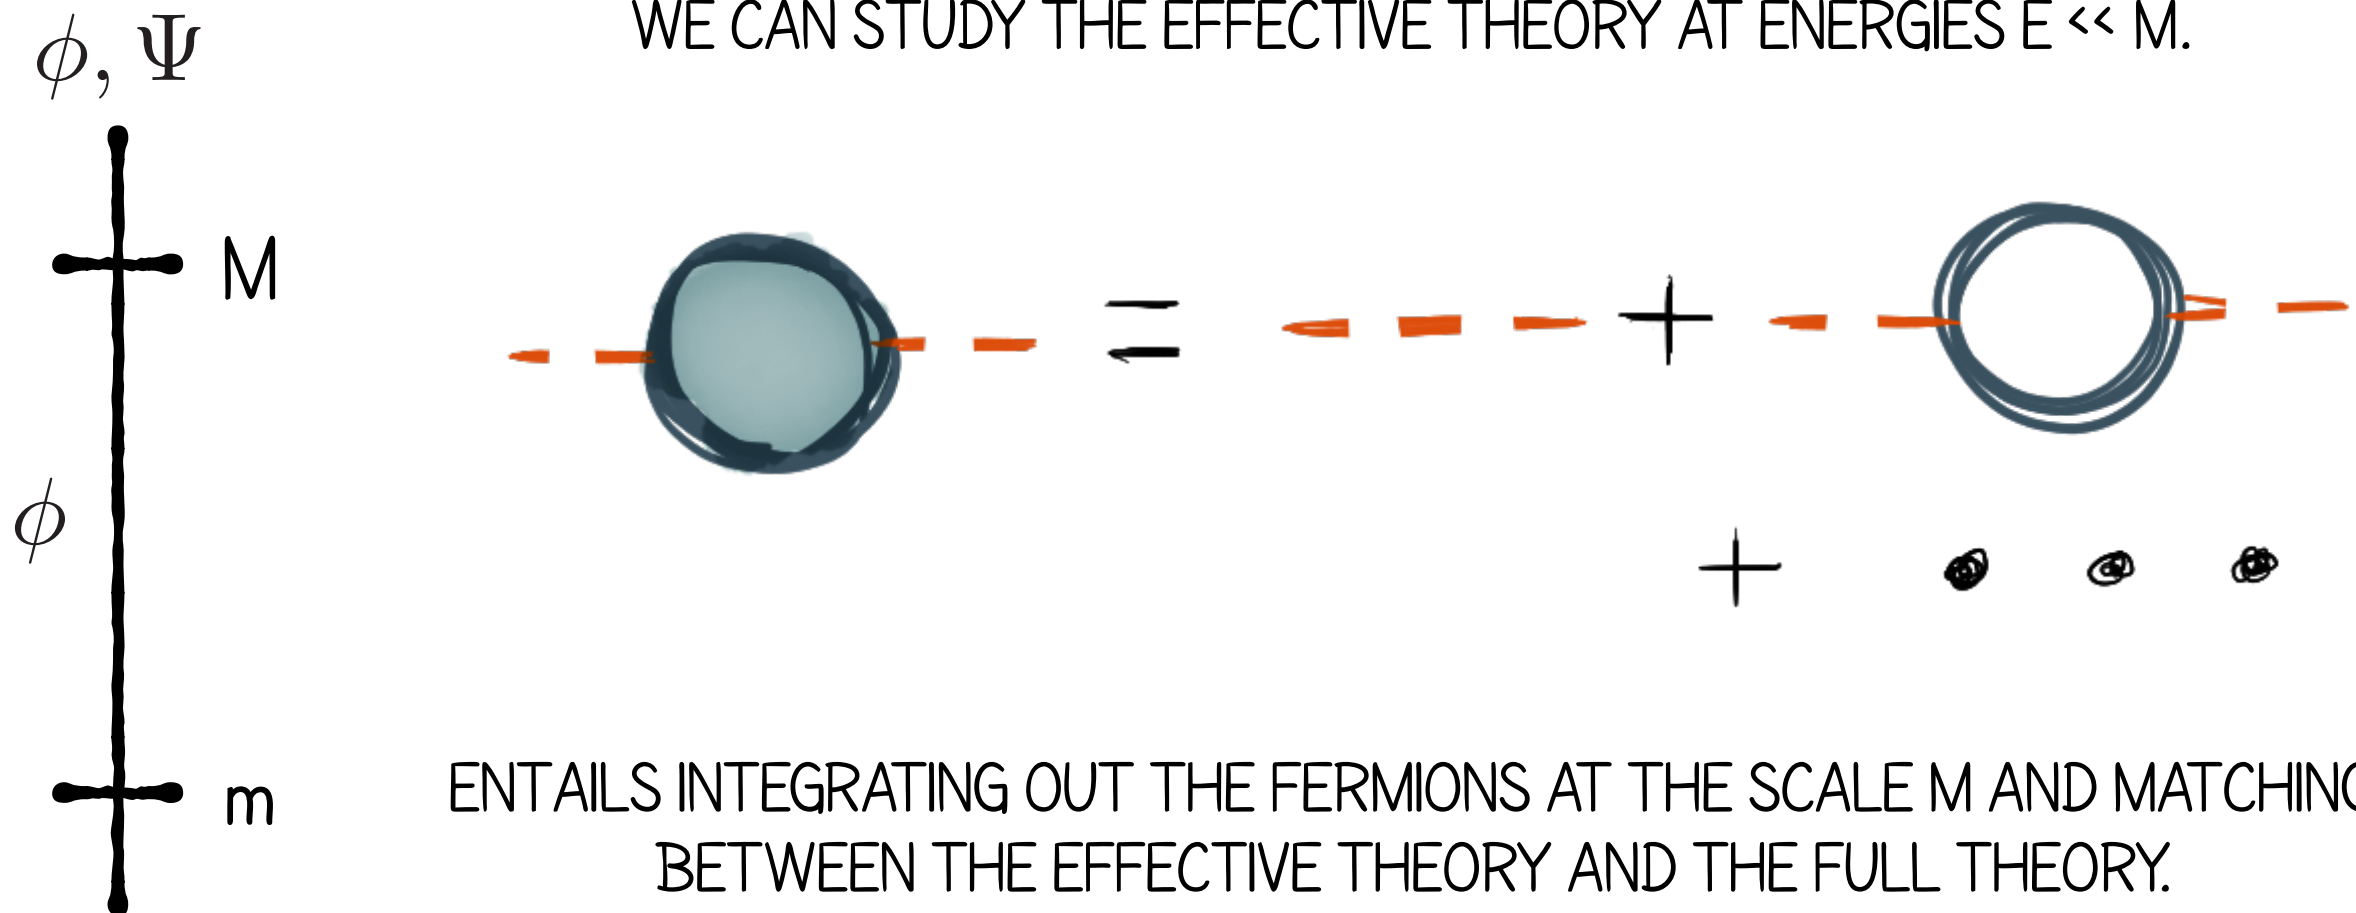 ϕ, Ψ
WE CAN STUDY THE EFFECTIVE THEORY AT ENERGIES E << M.
M
=
+
ϕ
+ ...
m
ENTAILS INTEGRATING OUT THE FERMIONS AT THE SCALE M AND MATCHING
BETWEEN THE EFFECTIVE THEORY AND THE FULL THEORY.